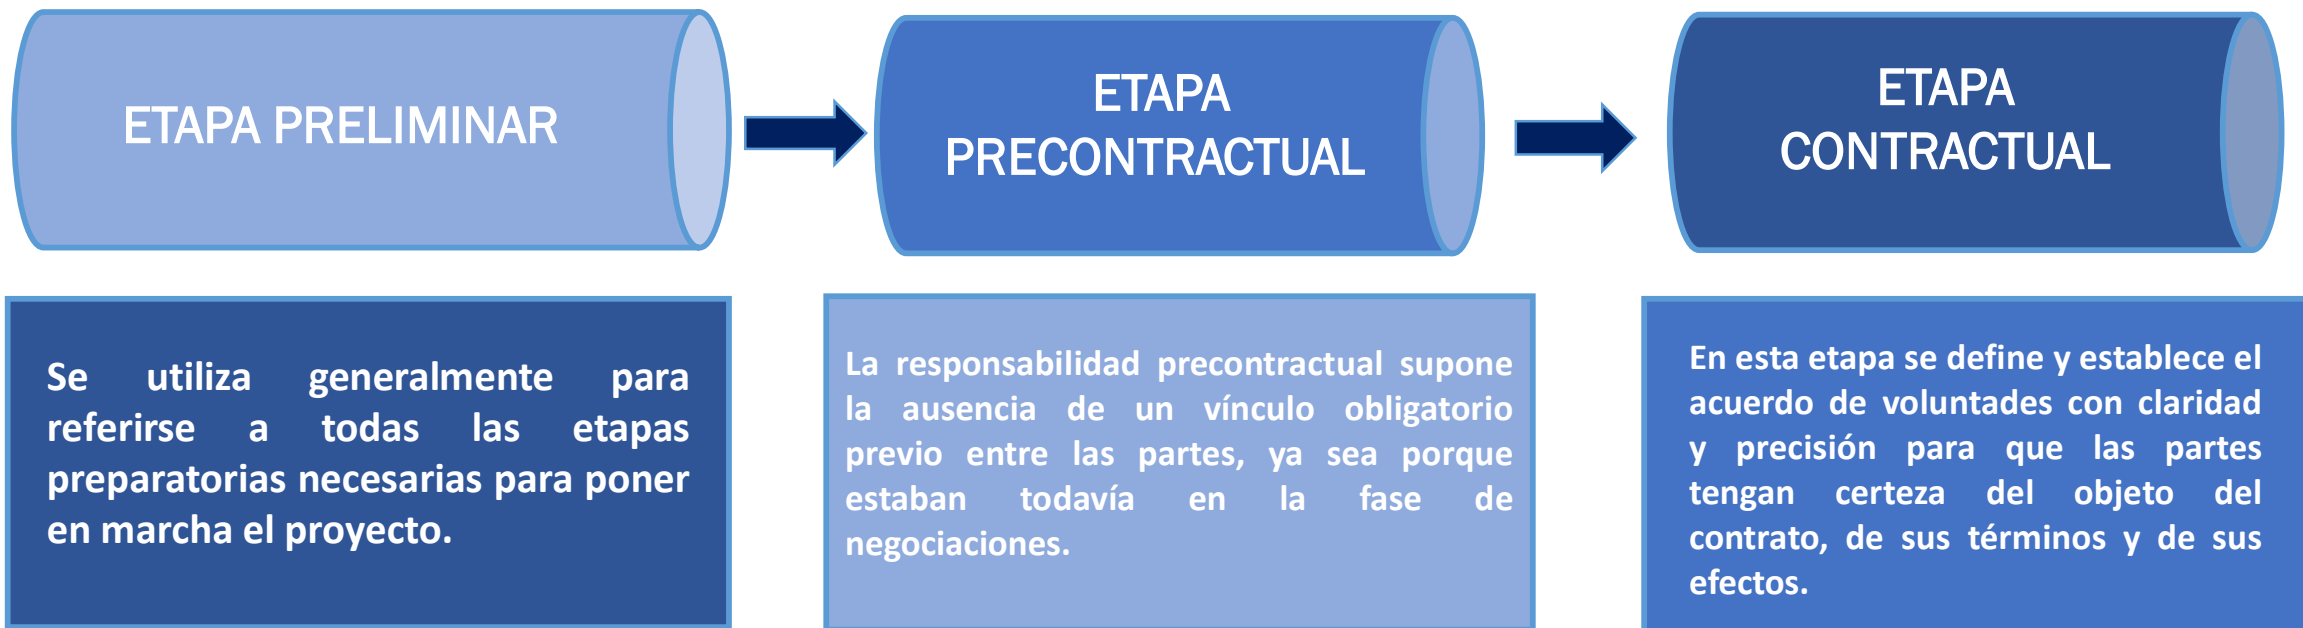 ETAPA PRELIMINAR
ETAPA
PRECONTRACTUAL
ETAPA
CONTRACTUAL
Se utiliza generalmente para
referirse a todas las etapas
preparatorias necesarias para poner
en marcha el proyecto.
La responsabilidad precontractual supone
la ausencia de un vínculo obligatorio
previo entre las partes, ya sea porque
estaban todavía en la fase de
negociaciones.
En esta etapa se define y establece el
acuerdo de voluntades con claridad
y precisión para que las partes
tengan certeza del objeto del
contrato, de sus términos y de sus
efectos.